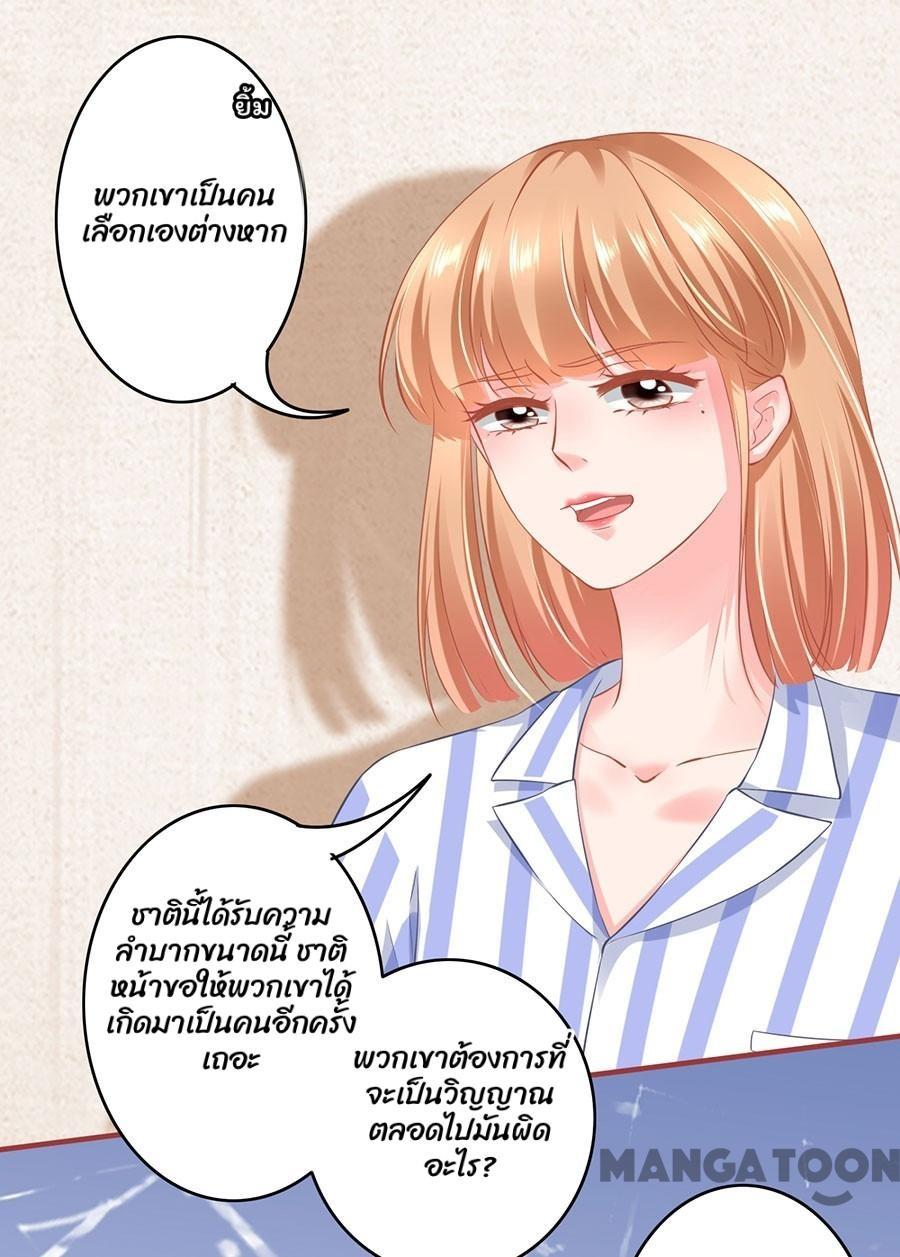 ยิ้ม
พวกเขาเป็นคน
เลือกเองต่างหาก
ชาตินี้ได้รับความ
ลำบากขนาดนี้ ชาติ
หน้าขอให้พวกเขาได้
เกิดมาเป็นคนอีกครั้ง
เถอะ
พวกเขาต้องการที่
จะเป็นวิญญาณ
ตลอดไปมันผิด
อะไร?
MANGATOON